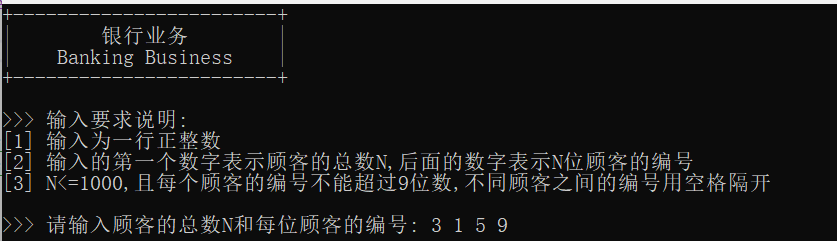 +------------------------+
|        银行业务        |
|    Banking Business    |
+------------------------+
>>> 输入要求说明:
[1] 输入为一行正整数
[2] 输入的第一个数字表示顾客的总数N,后面的数字表示N位顾客的编号
[3] N<=1000,且每个顾客的编号不能超过9位数,不同顾客之间的编号用空格隔开
>>> 请输入顾客的总数N和每位顾客的编号: 3 1 5 9